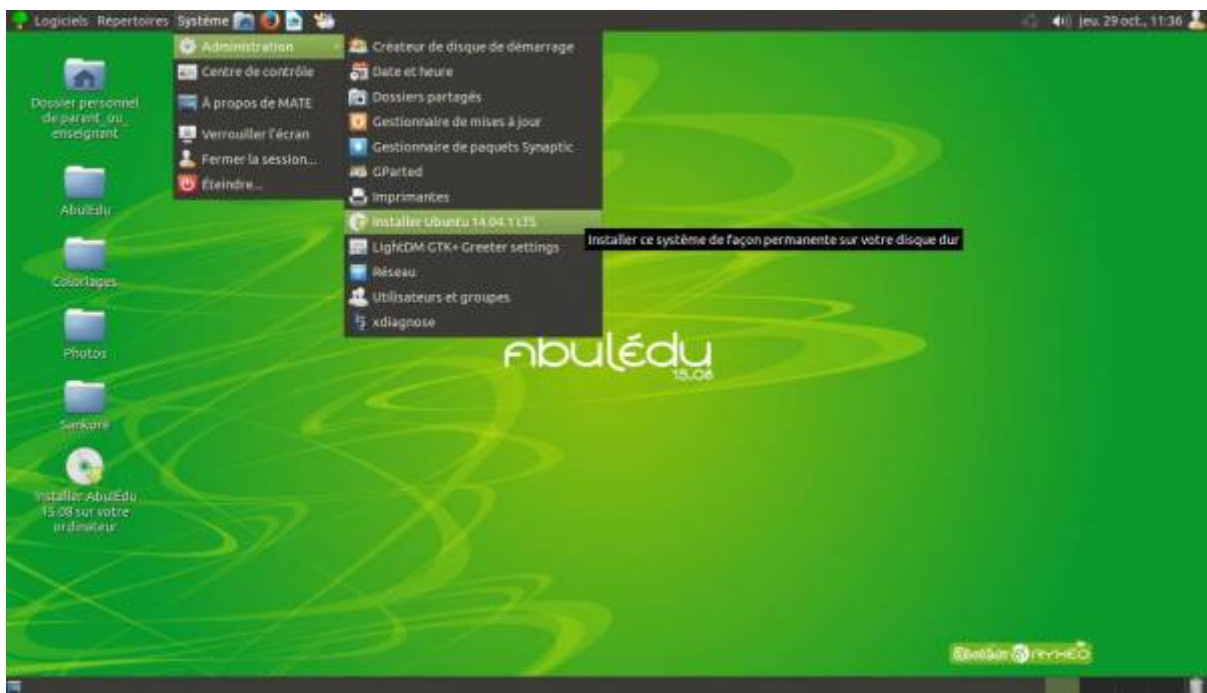 Logiciels Répertoires Système
jeu. 29 oct., 11:36
Administration
Centre de contrôle
À propos de MATE
Verrouiller l'écran
Fermer la session...
Éteindre...
Créateur de disque de démarrage
Date et heure
Dossiers partagés
Gestionnaire de mises à jour
Gestionnaire de paquets Synaptic
GParted
Imprimantes
Installer Ubuntu 14.04.1 LTS
LightDM GTK+ Greeter settings
Réseau
Utilisateurs et groupes
xdiagnose
Installer ce système de façon permanente sur votre disque dur
Dossier personnel
de parent_ou_
enseignant
AbulÉdu
Coloriages
Photos
Sankoré
Installer AbulÉdu
15.08 sur votre
ordinateur
abulédu
15.08
RYXEO